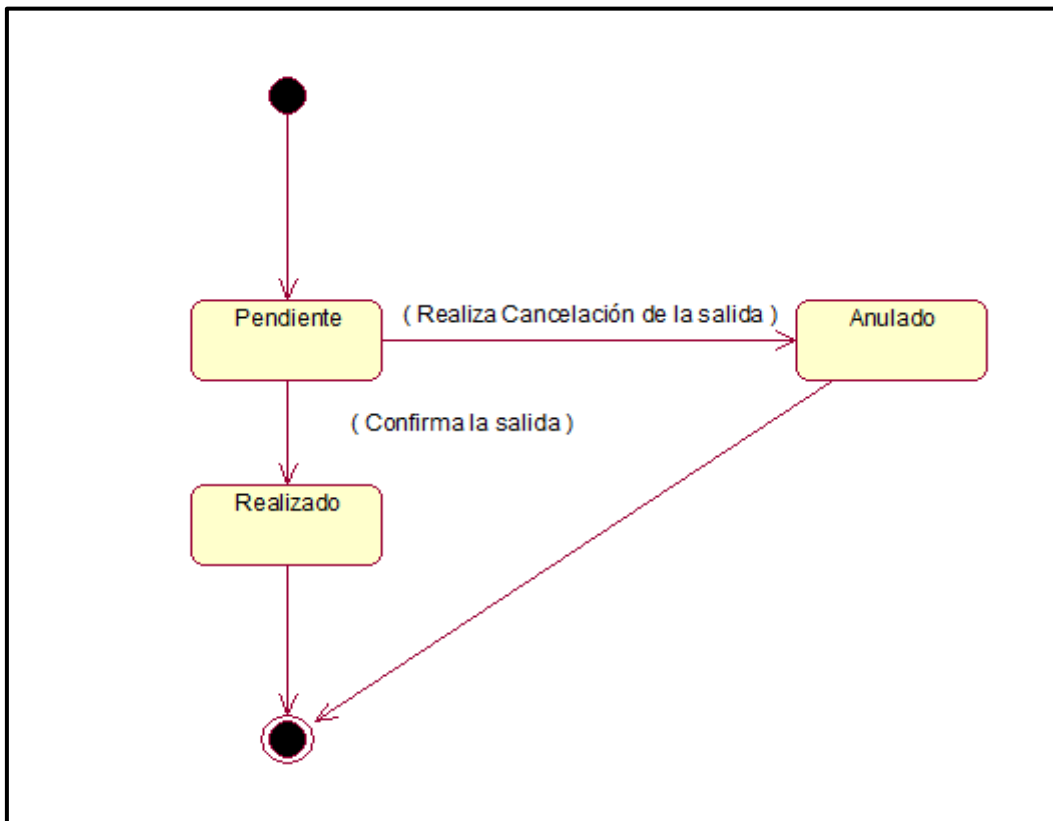 Pendiente
( Realiza Cancelación de la salida )
Anulado
( Confirma la salida )
Realizado